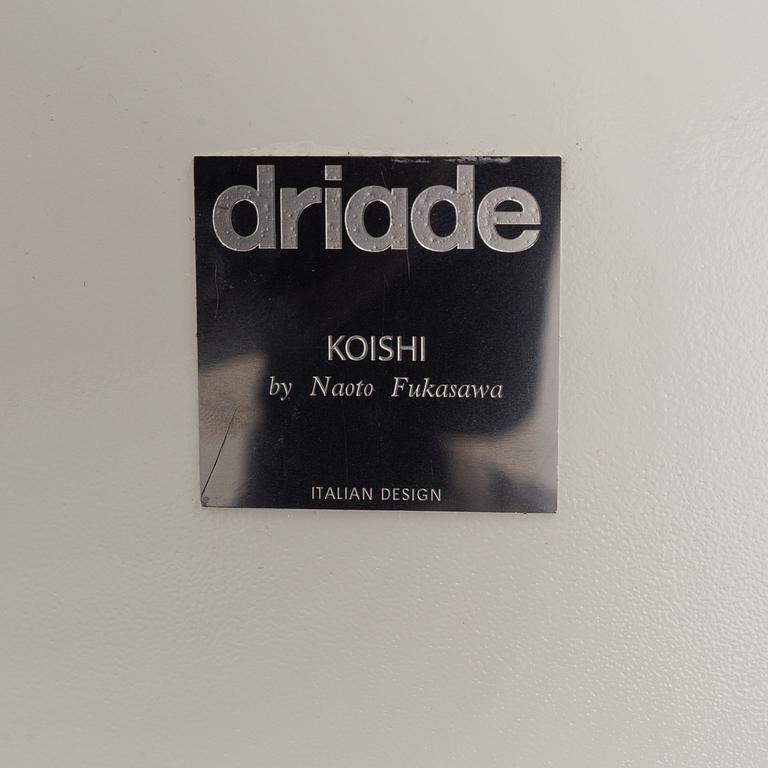 driade
KOISHI
by Naoto Fukasawa
ITALIAN DESIGN